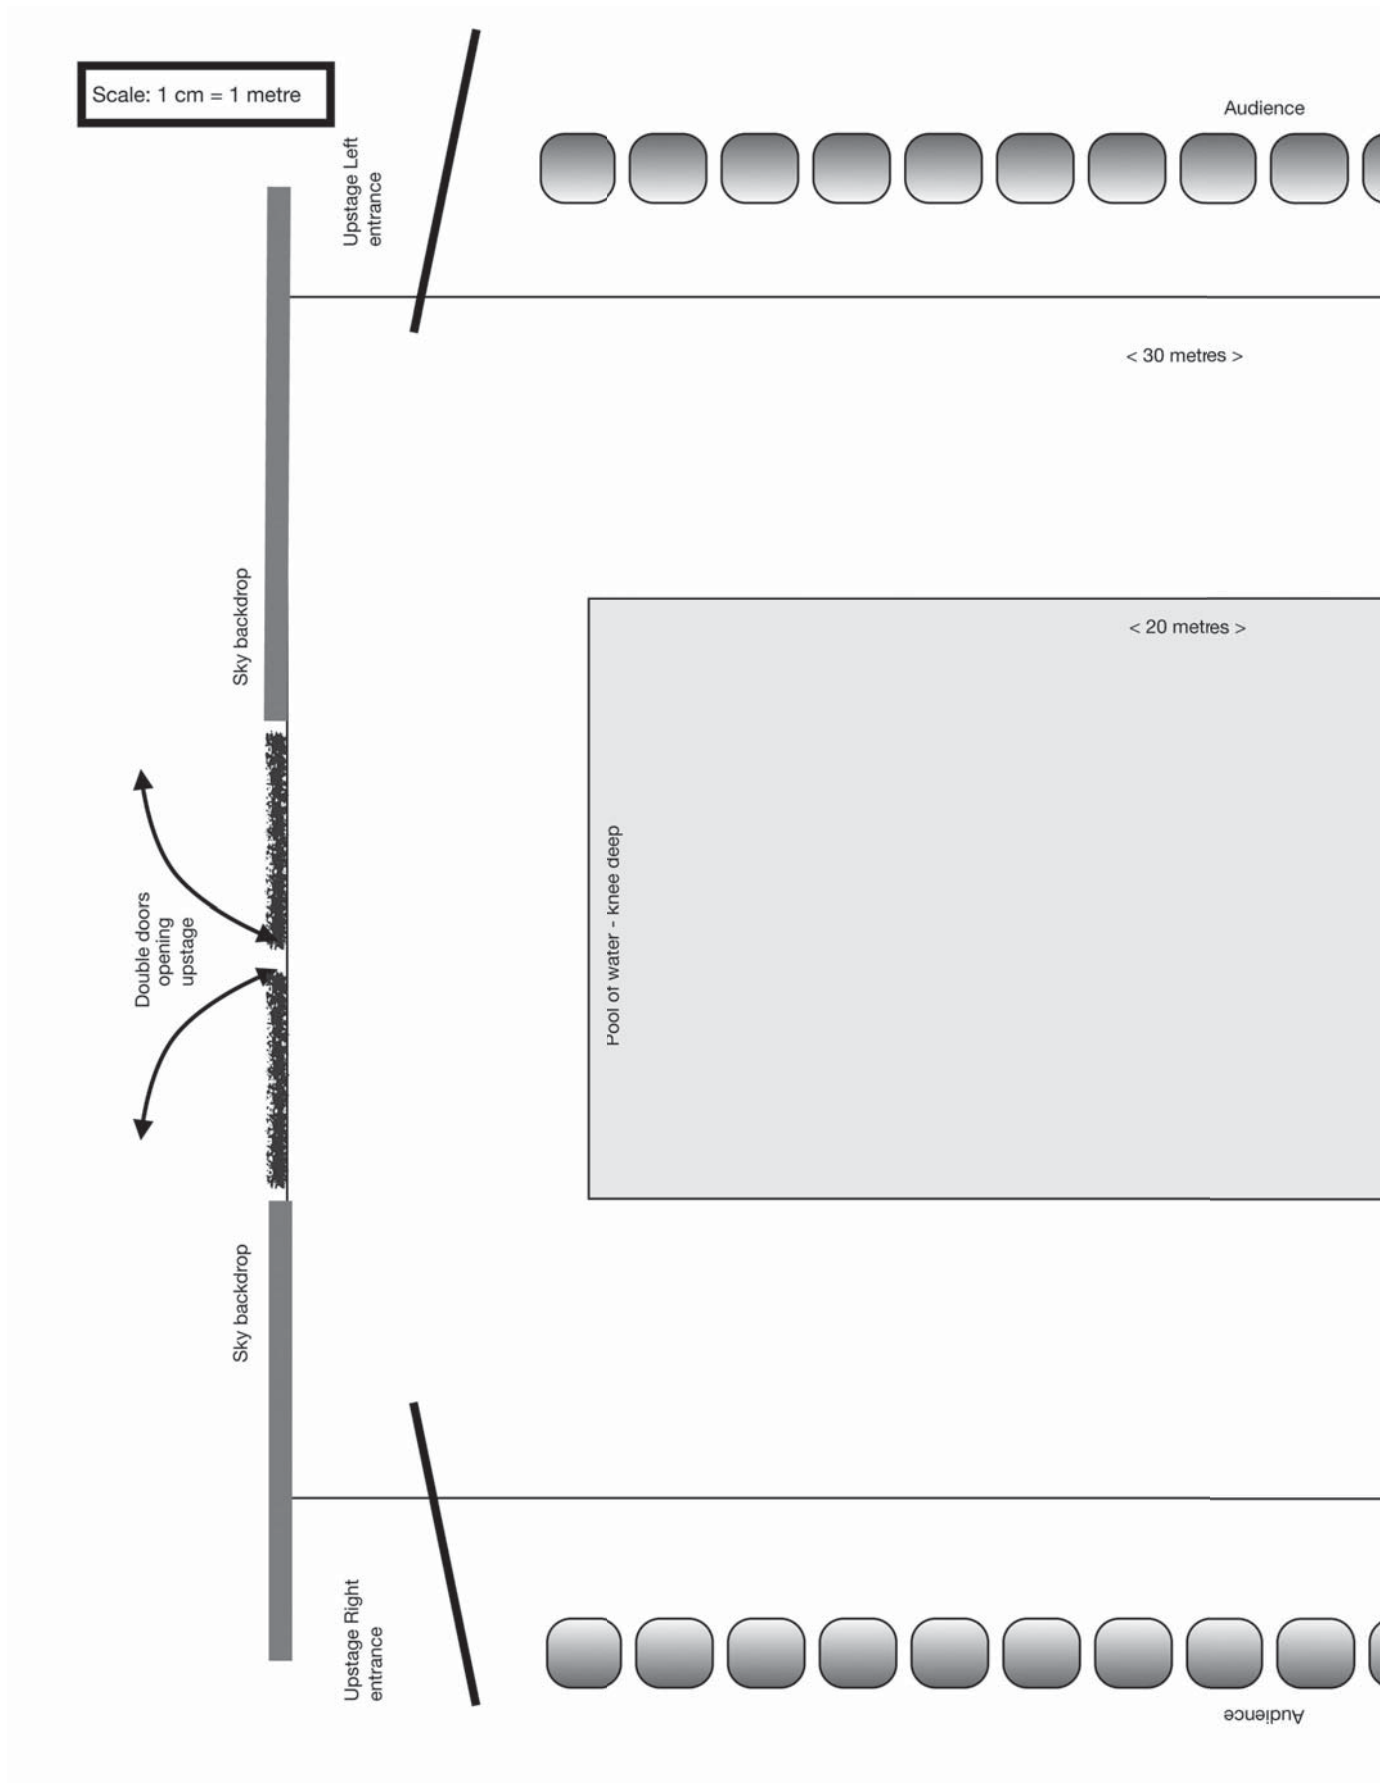 Scale: 1 cm = 1 metre
Upstage Left
entrance
Audience
< 30 metres >
Sky backdrop
< 20 metres >
Double doors
opening
upstage
Pool of water - knee deep
Sky backdrop
Upstage Right
entrance
Audience